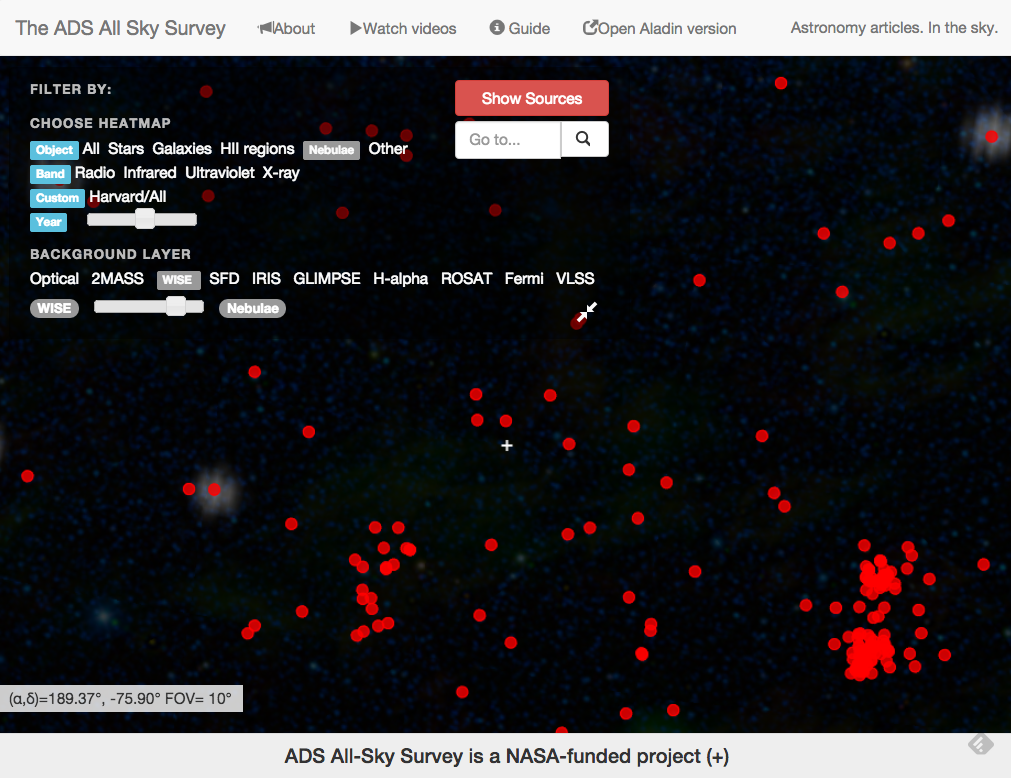 The ADS All Sky Survey About Watch videos Guide Open Aladin version Astronomy articles. In the sky.
FILTER BY:
Show Sources
CHOOSE HEATMAP
Go to...
Object All Stars Galaxies HII regions Nebulae Other
Band Radio Infrared Ultraviolet X-ray
Custom Harvard/All
Year
BACKGROUND LAYER
Optical 2MASS WISE SFD IRIS GLIMPSE H-alpha ROSAT Fermi VLSS
WISE Nebulae
(α,δ)=189.37°, -75.90° FOV= 10°
ADS All-Sky Survey is a NASA-funded project (+)